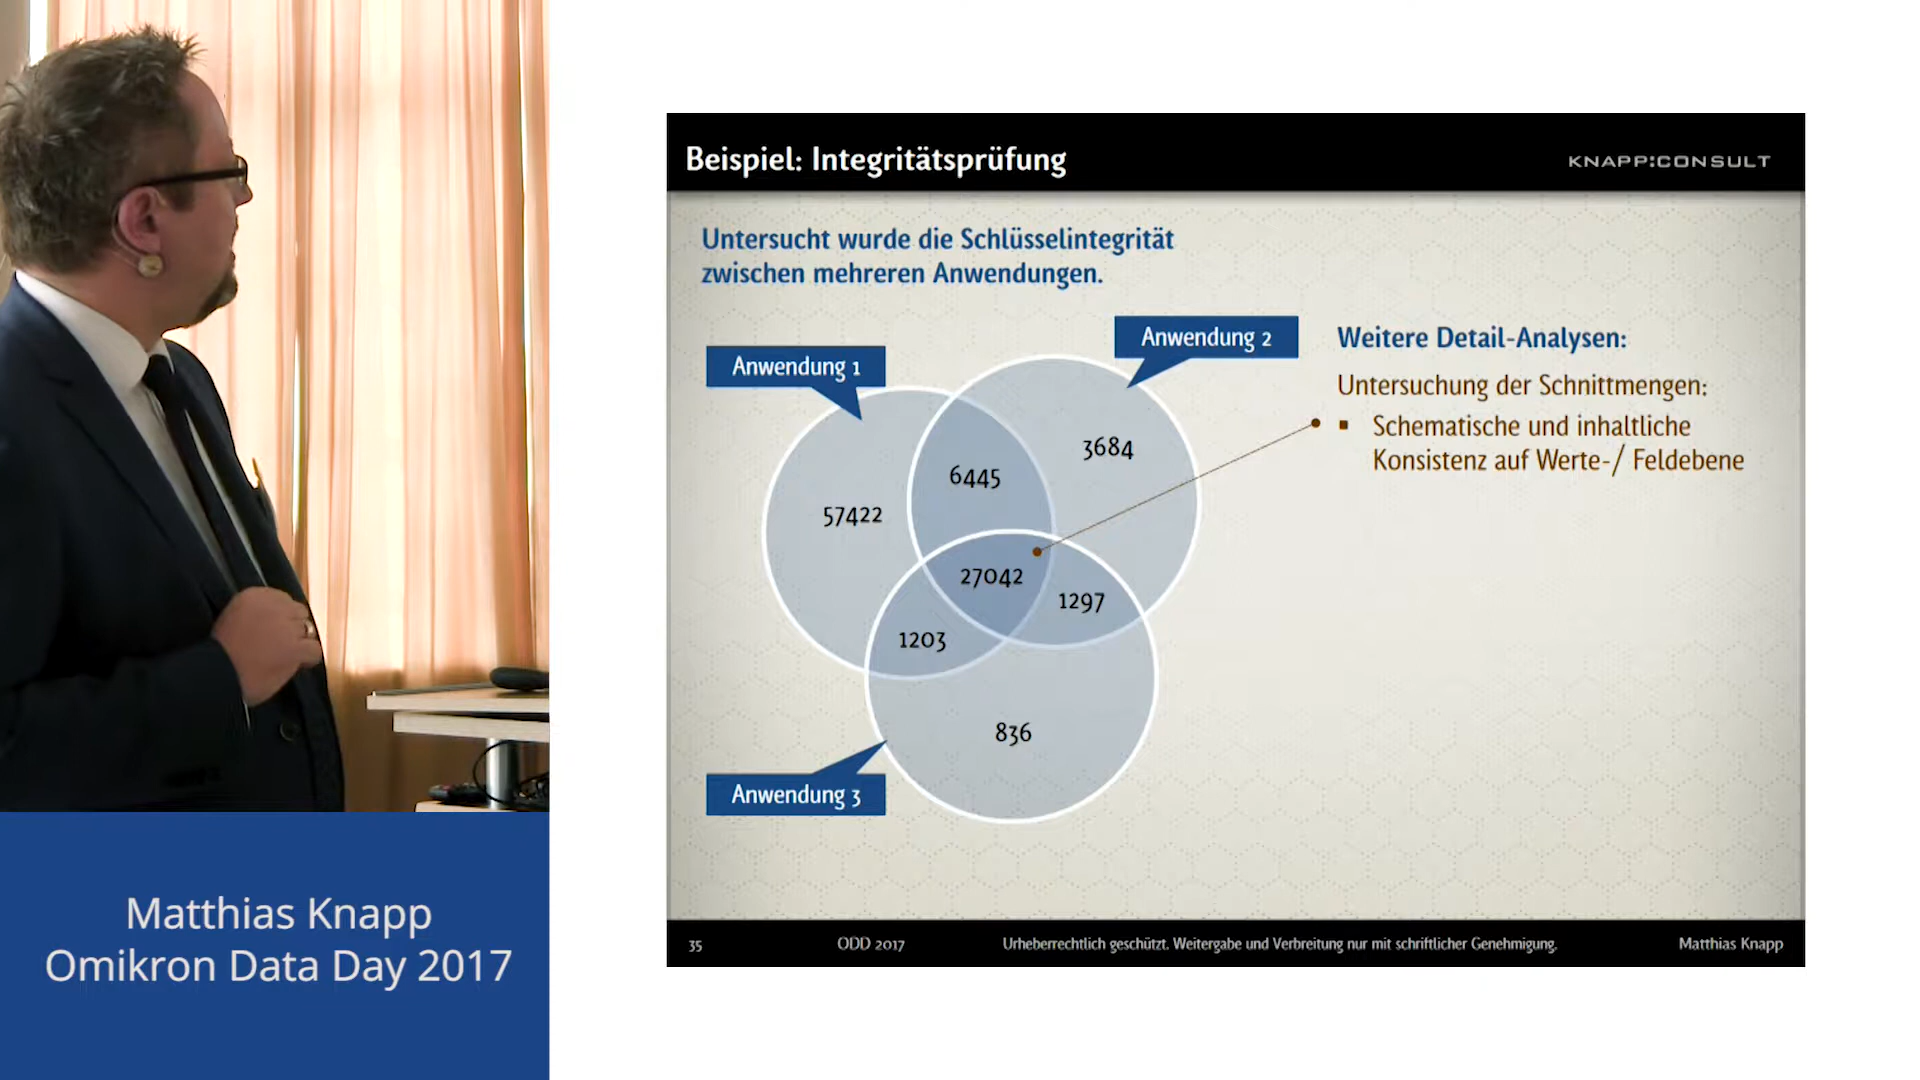 Beispiel: Integritätsprüfung
KNAPP:CONSULT
Untersucht wurde die Schlüsselintegrität
zwischen mehreren Anwendungen.
Anwendung 1
Anwendung 2
Weitere Detail-Analysen:
Untersuchung der Schnittmengen:
▪ Schematische und inhaltliche
Konsistenz auf Werte-/ Feldebene
3684
6445
57422
27042
1297
1203
836
Anwendung 3
35
ODD 2017
Urheberrechtlich geschützt. Weitergabe und Verbreitung nur mit schriftlicher Genehmigung.
Matthias Knapp
Matthias Knapp
Omikron Data Day 2017